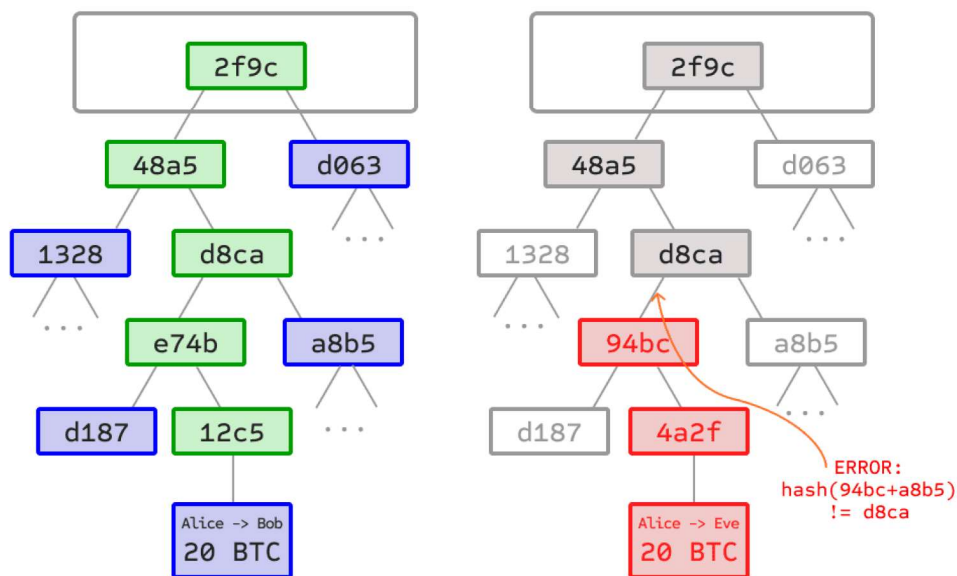 2f9c
48a5
d063
1328
d8ca
...
...
e74b
a8b5
d187
12c5
...
Alice -> Bob
20 BTC
2f9c
48a5
d063
1328
d8ca
...
...
94bc
a8b5
d187
4a2f
...
Alice -> Eve
20 BTC
ERROR:
hash(94bc+a8b5)
!= d8ca